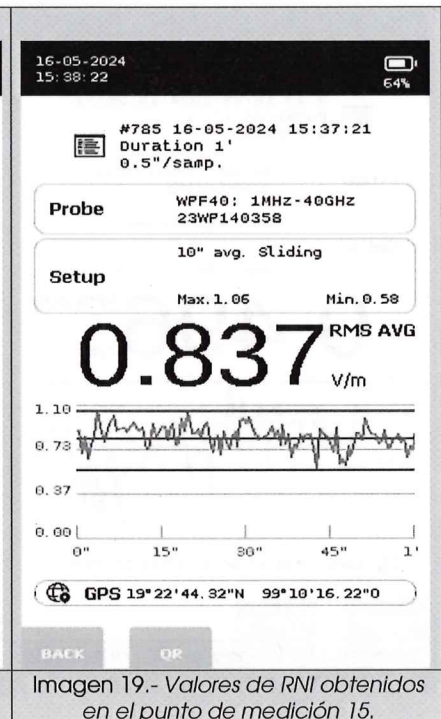 16-05-2024
15:38:22
64%
#785 16-05-2024 15:37:21
Duration 1'
0.5"/samp.
Probe
WPF40: 1MHz-40GHz
23WP140358
Setup
10" avg. Sliding
Max.1.06 Min.0.58
0.837 RMS AVG
V/m
1.10
0.73
0.37
0.00
0" 15" 30" 45" 1'
GPS 19°22'44.32"N 99°10'16.22"O
BACK QR
Imagen 19.- Valores de RNI obtenidos
en el punto de medición 15.